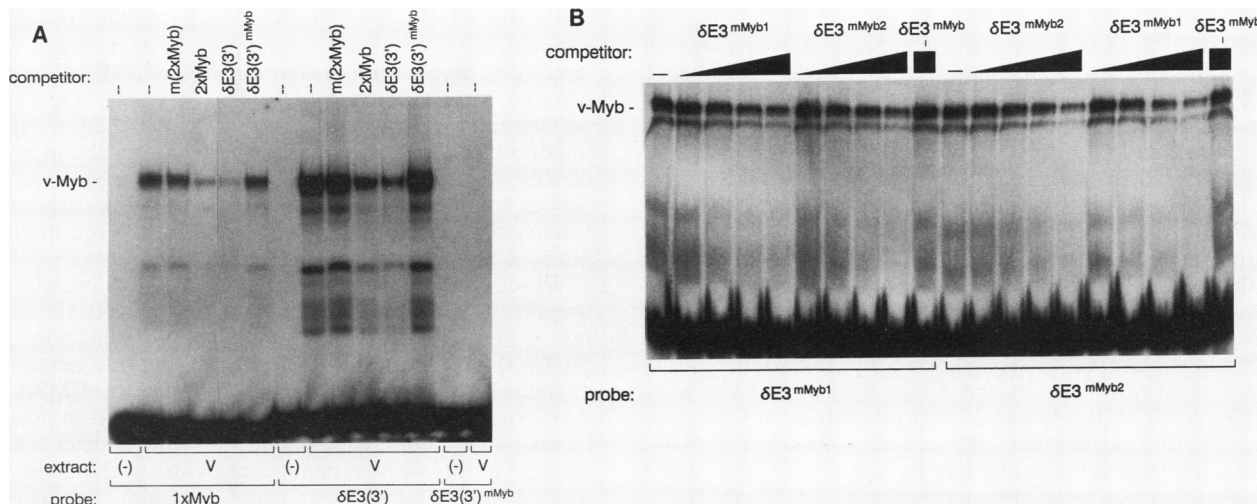 A
competitor: -- -- m(2xMyb) 2xMyb δE3(3') δE3(3')mMyb -- -- m(2xMyb) 2xMyb δE3(3') δE3(3')mMyb -- --
v-Myb -
extract: (-) (-) V (-) V
probe: 1xMyb δE3(3') δE3(3')mMyb
B
δE3 mMyb1 δE3 mMyb2 δE3 mMyb δE3 mMyb2 δE3 mMyb1 δE3 mMyb
competitor: — —
v-Myb -
probe: δE3 mMyb1 δE3 mMyb2